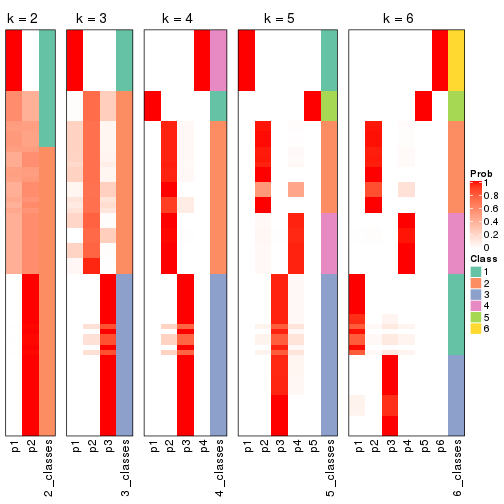 k = 2
k = 3
k = 4
k = 5
k = 6
Prob
1
0.8
0.6
0.4
0.2
0
Class
1
2
3
4
5
6
p1
p2
2_classes
p1
p2
p3
3_classes
p1
p2
p3
p4
4_classes
p1
p2
p3
p4
p5
5_classes
p1
p2
p3
p4
p5
p6
6_classes